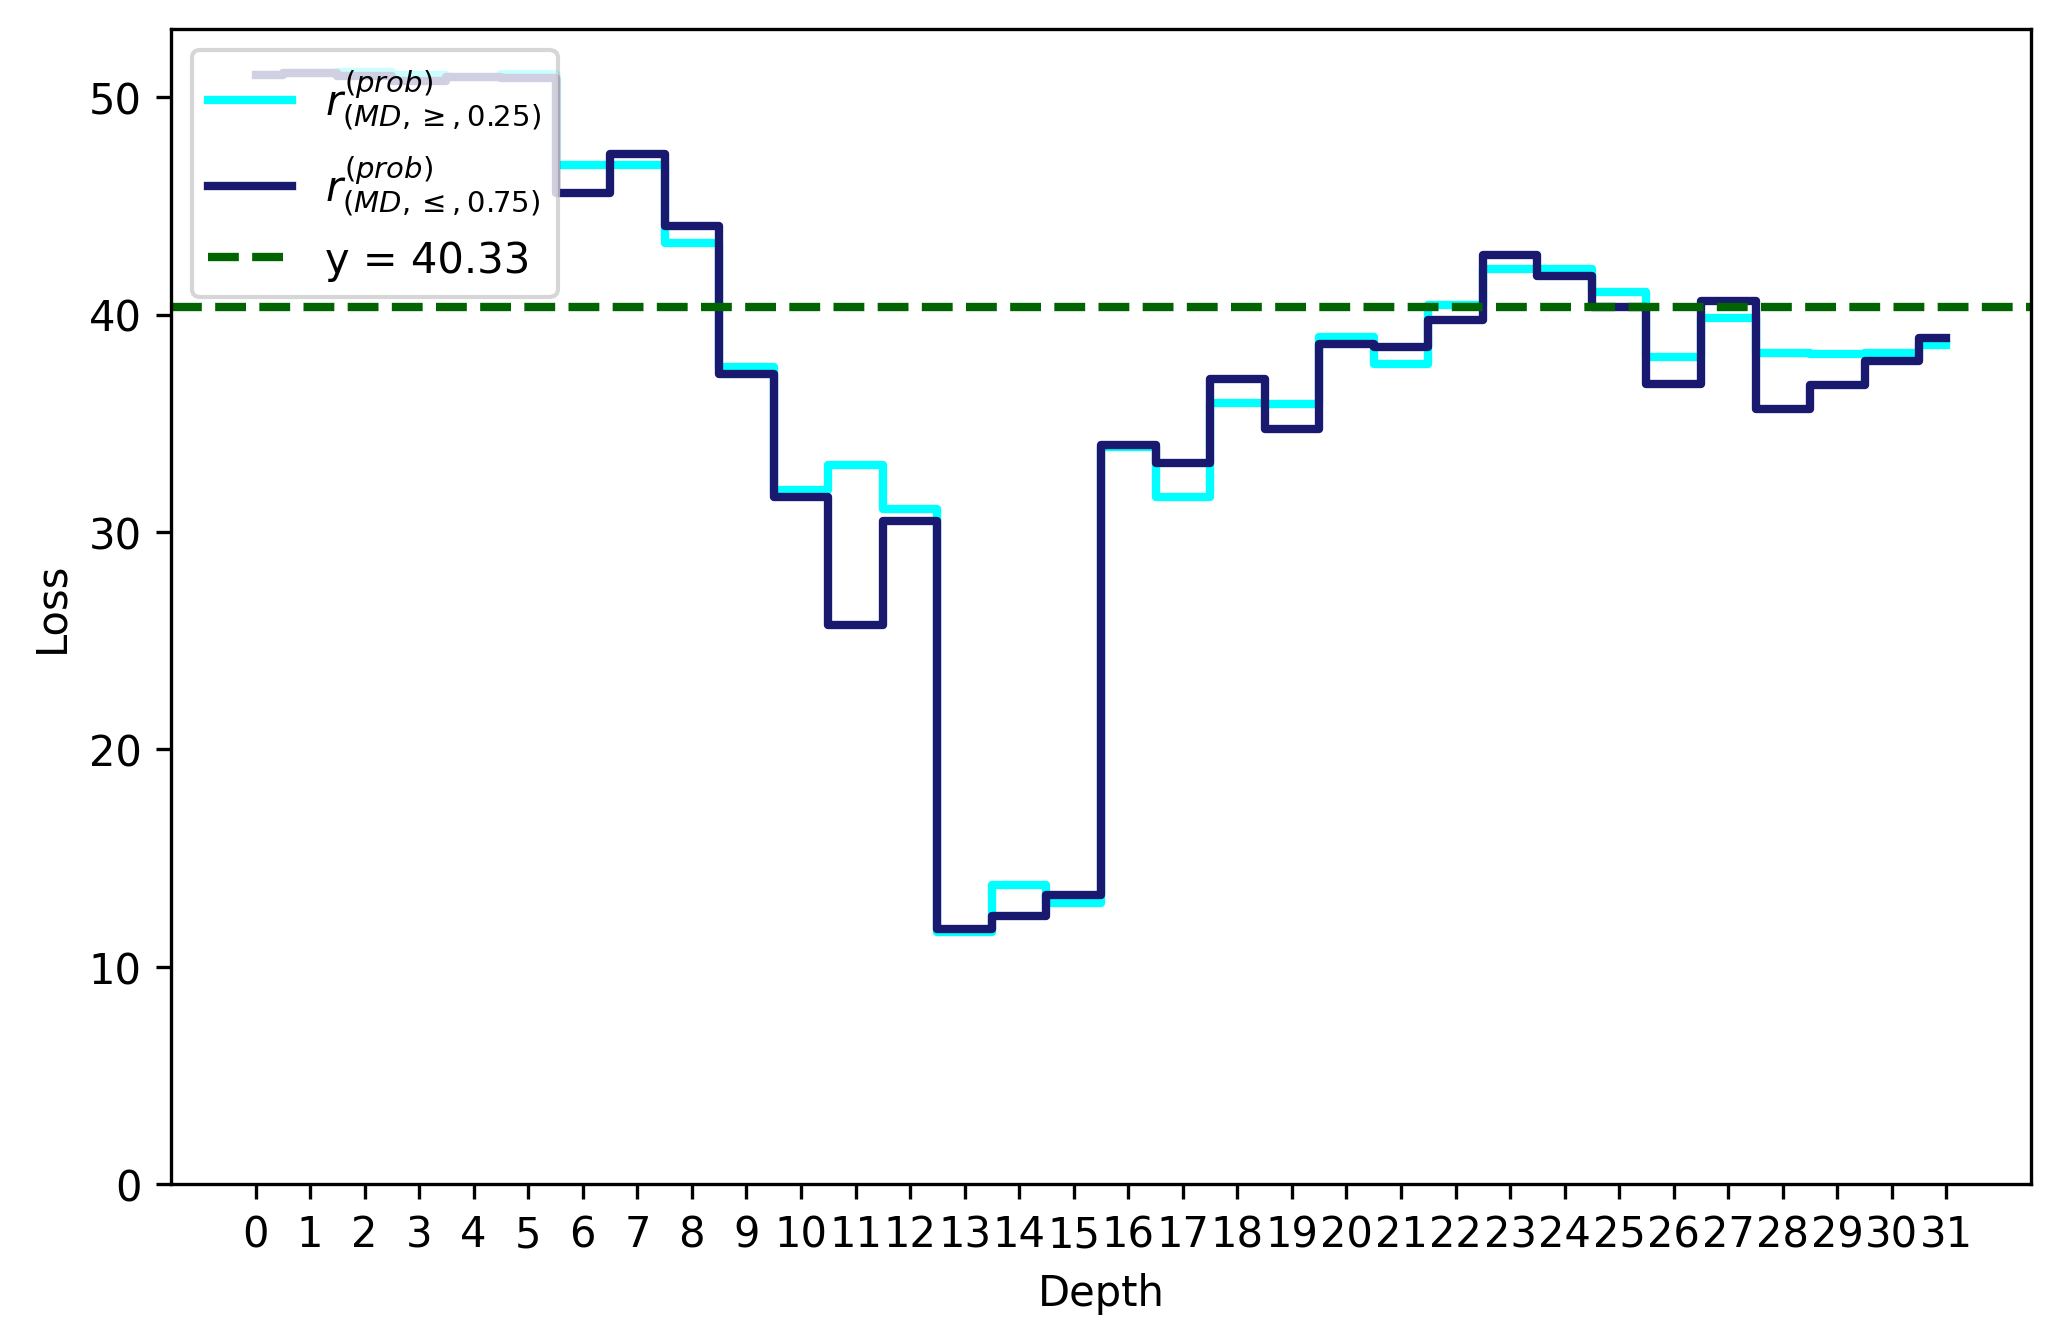 50
40
30
20
10
0
Loss
r_{(MD, ≥, 0.25)}^{(prob)}
r_{(MD, ≤, 0.75)}^{(prob)}
y = 40.33
0 1 2 3 4 5 6 7 8 9 10 11 12 13 14 15 16 17 18 19 20 21 22 23 24 25 26 27 28 29 30 31
Depth